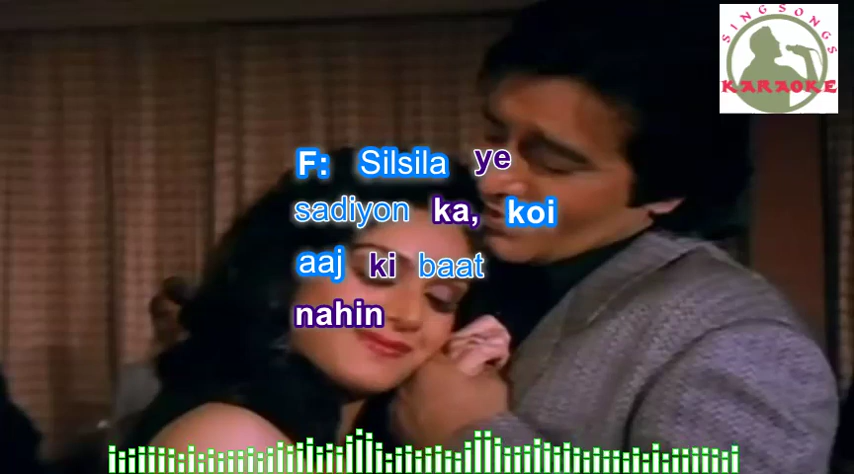 SING SONGS
KARAOKE
F: Silsila ye
sadiyon ka, koi
aaj ki baat
nahin